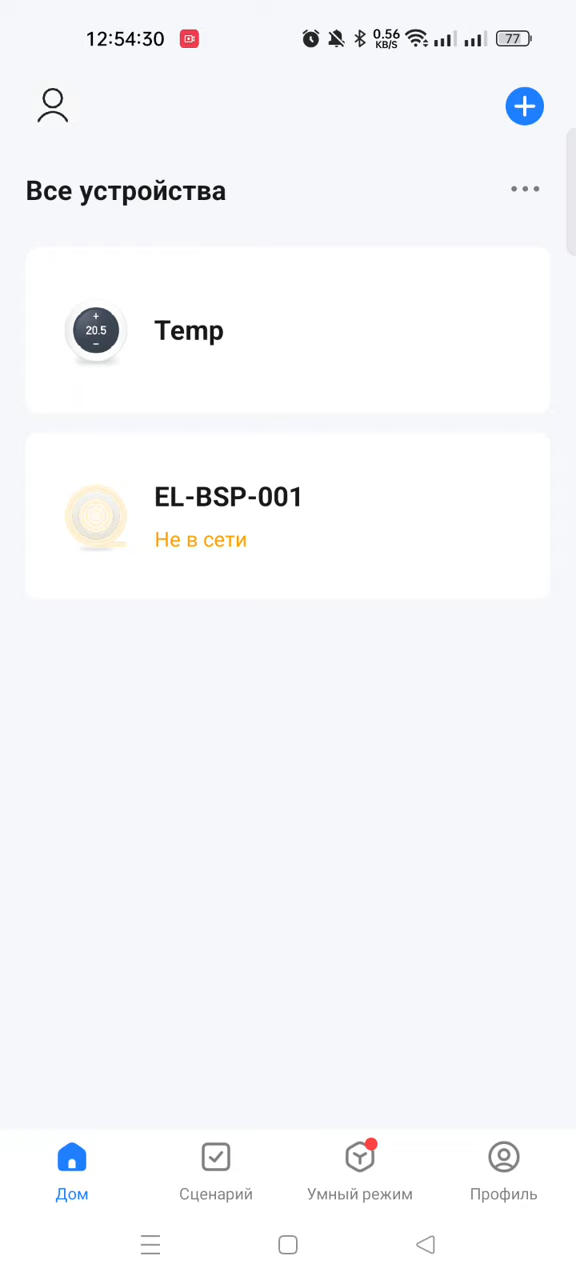 12:54:30
0.56
KB/S
77
Все устройства
+
20.5
−
Temp
EL-BSP-001
Не в сети
Дом
Сценарий
Умный режим
Профиль